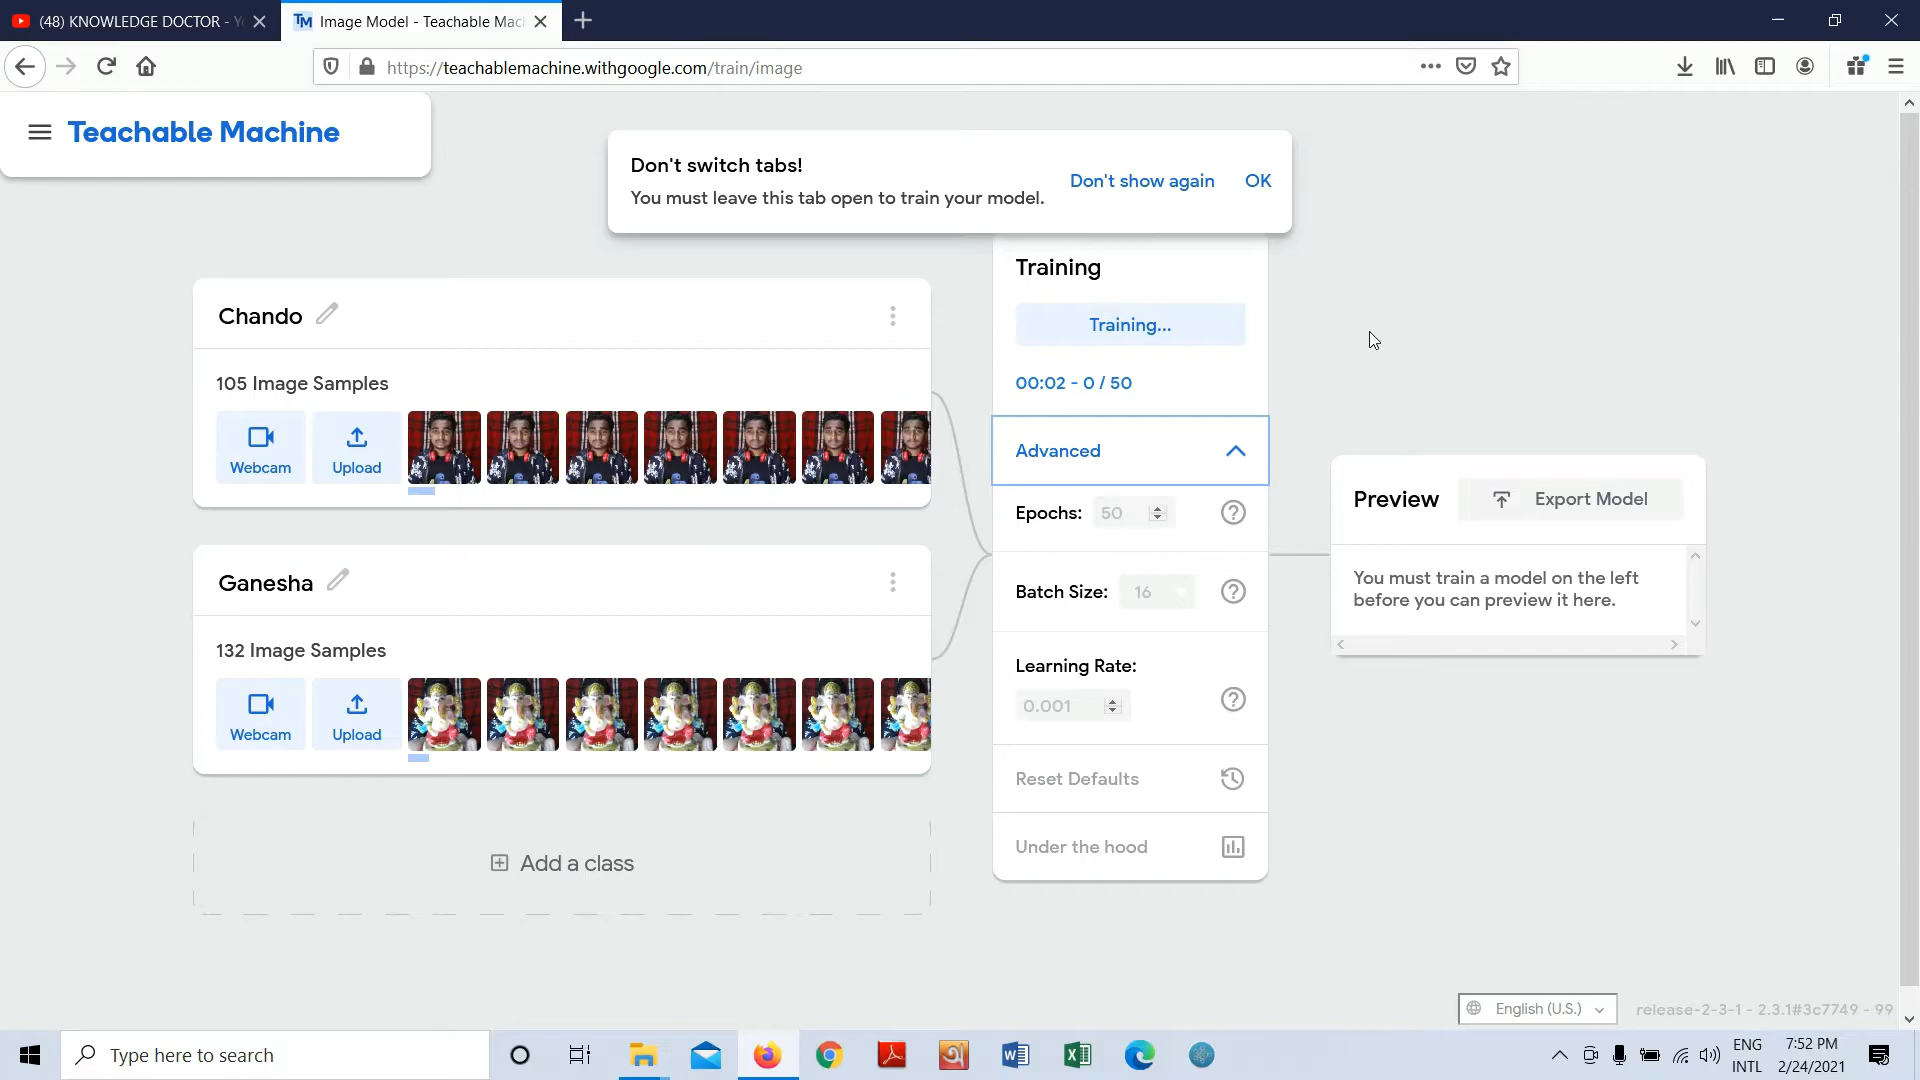 (48) KNOWLEDGE DOCTOR - Y
TM Image Model - Teachable Mac
https://teachablemachine.withgoogle.com/train/image
Teachable Machine
Don't switch tabs!
You must leave this tab open to train your model.
Don't show again
OK
Chando
105 Image Samples
Webcam
Upload
Ganesha
132 Image Samples
Webcam
Upload
Add a class
Training
Training...
00:02 - 0 / 50
Advanced
Epochs: 50
Batch Size: 16
Learning Rate:
0.001
Reset Defaults
Under the hood
Preview
Export Model
You must train a model on the left
before you can preview it here.
English (U.S.)
release-2-3-1 - 2.3.1#3c7749 - 99
Type here to search
ENG
INTL
7:52 PM
2/24/2021